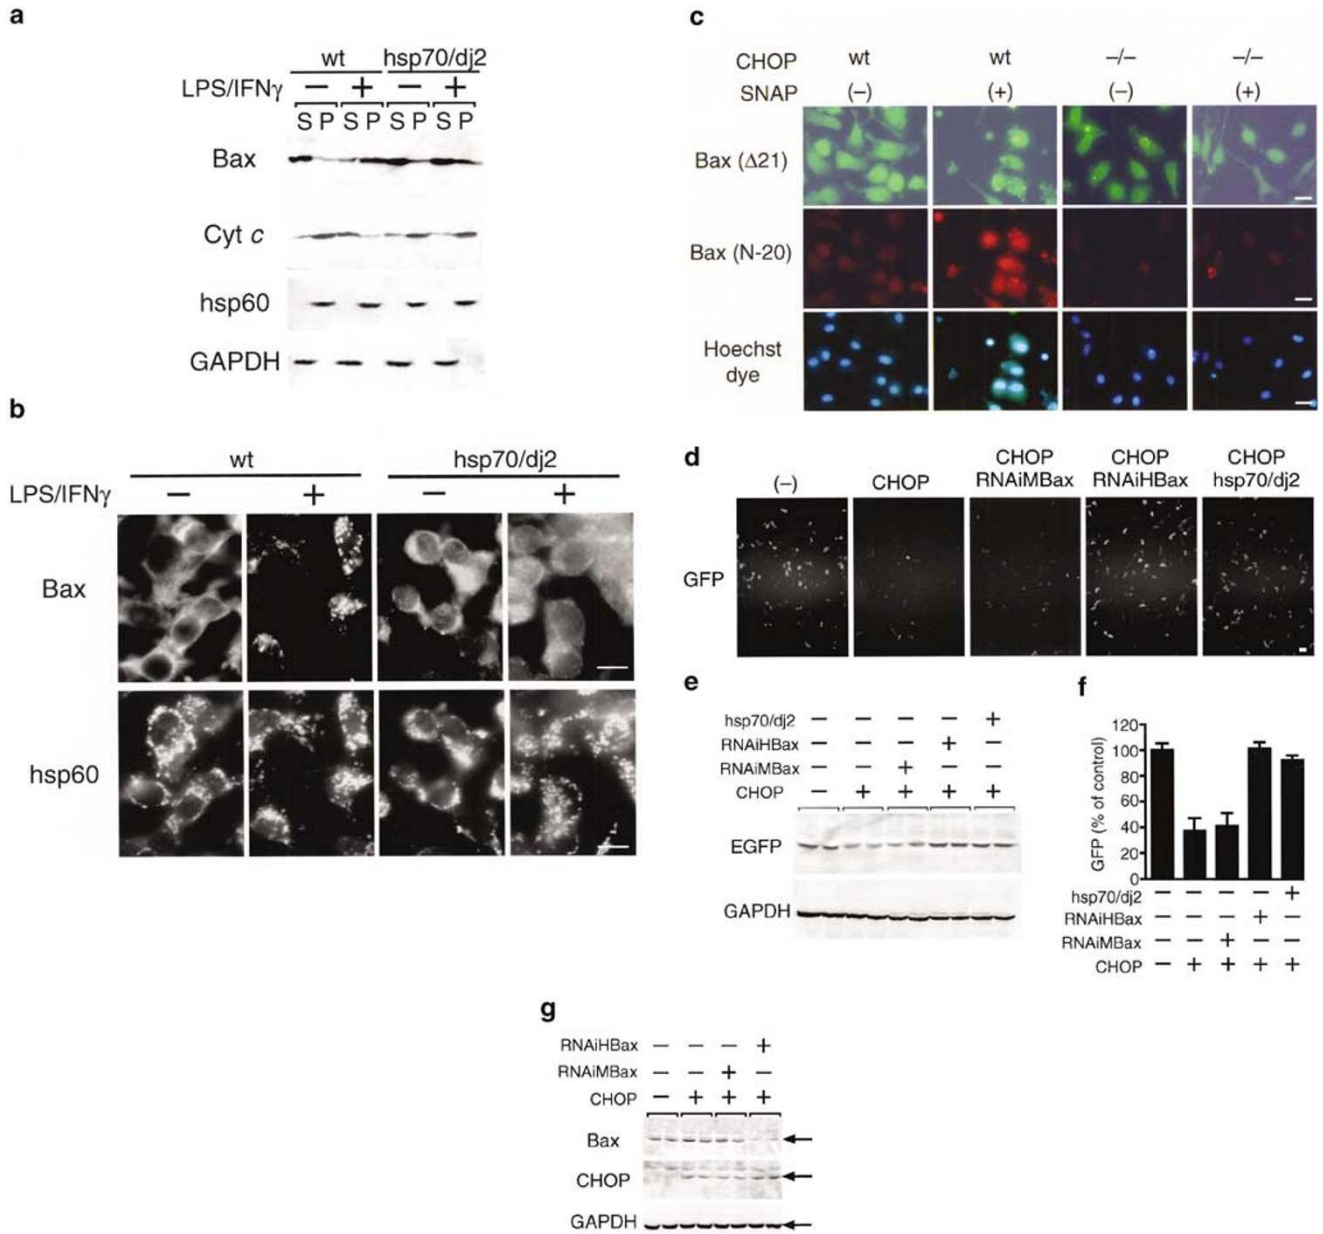 a
wt hsp70/dj2
LPS/IFNγ − + − +
S P S P S P S P
Bax
Cyt c
hsp60
GAPDH
b
wt hsp70/dj2
LPS/IFNγ − + − +
Bax
hsp60
c
CHOP wt wt −/− −/−
SNAP (−) (+) (−) (+)
Bax (Δ21)
Bax (N-20)
Hoechst
dye
d
(−) CHOP CHOP RNAiMBax CHOP RNAiHBax CHOP hsp70/dj2
GFP
e
hsp70/dj2 − − − − +
RNAiHBax − − − + −
RNAiMBax − − + − −
CHOP − + + + +
EGFP
GAPDH
f
GFP (% of control)
120
100
80
60
40
20
0
hsp70/dj2 − − − − +
RNAiHBax − − − + −
RNAiMBax − − + − −
CHOP − + + + +
g
RNAiHBax − − − +
RNAiMBax − − + −
CHOP − + + +
Bax
CHOP
GAPDH